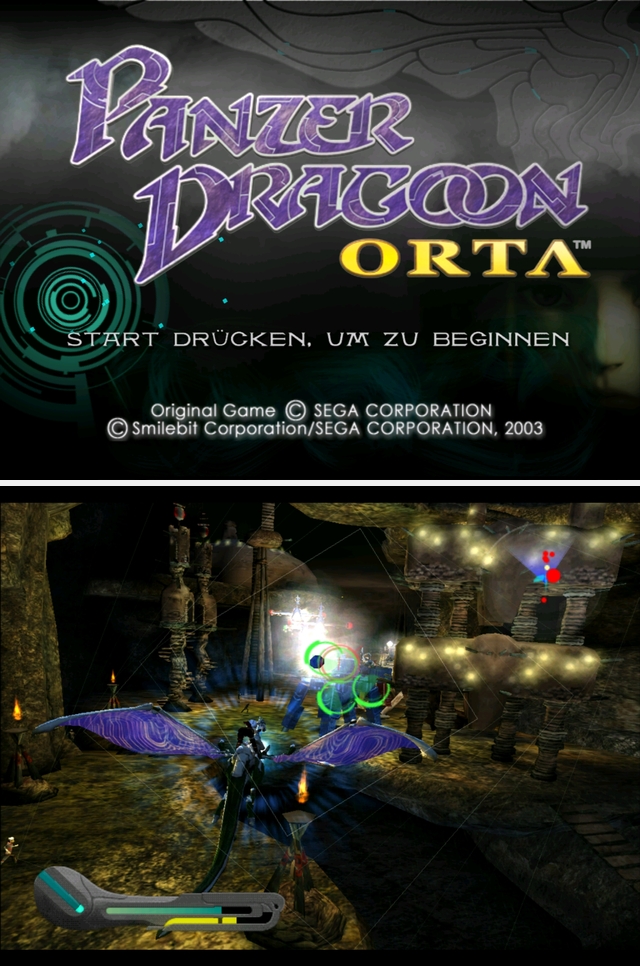 PANZER
DRAGOON
ORTA™
START DRÜCKEN, UM ZU BEGINNEN
Original Game © SEGA CORPORATION
© Smilebit Corporation/SEGA CORPORATION, 2003